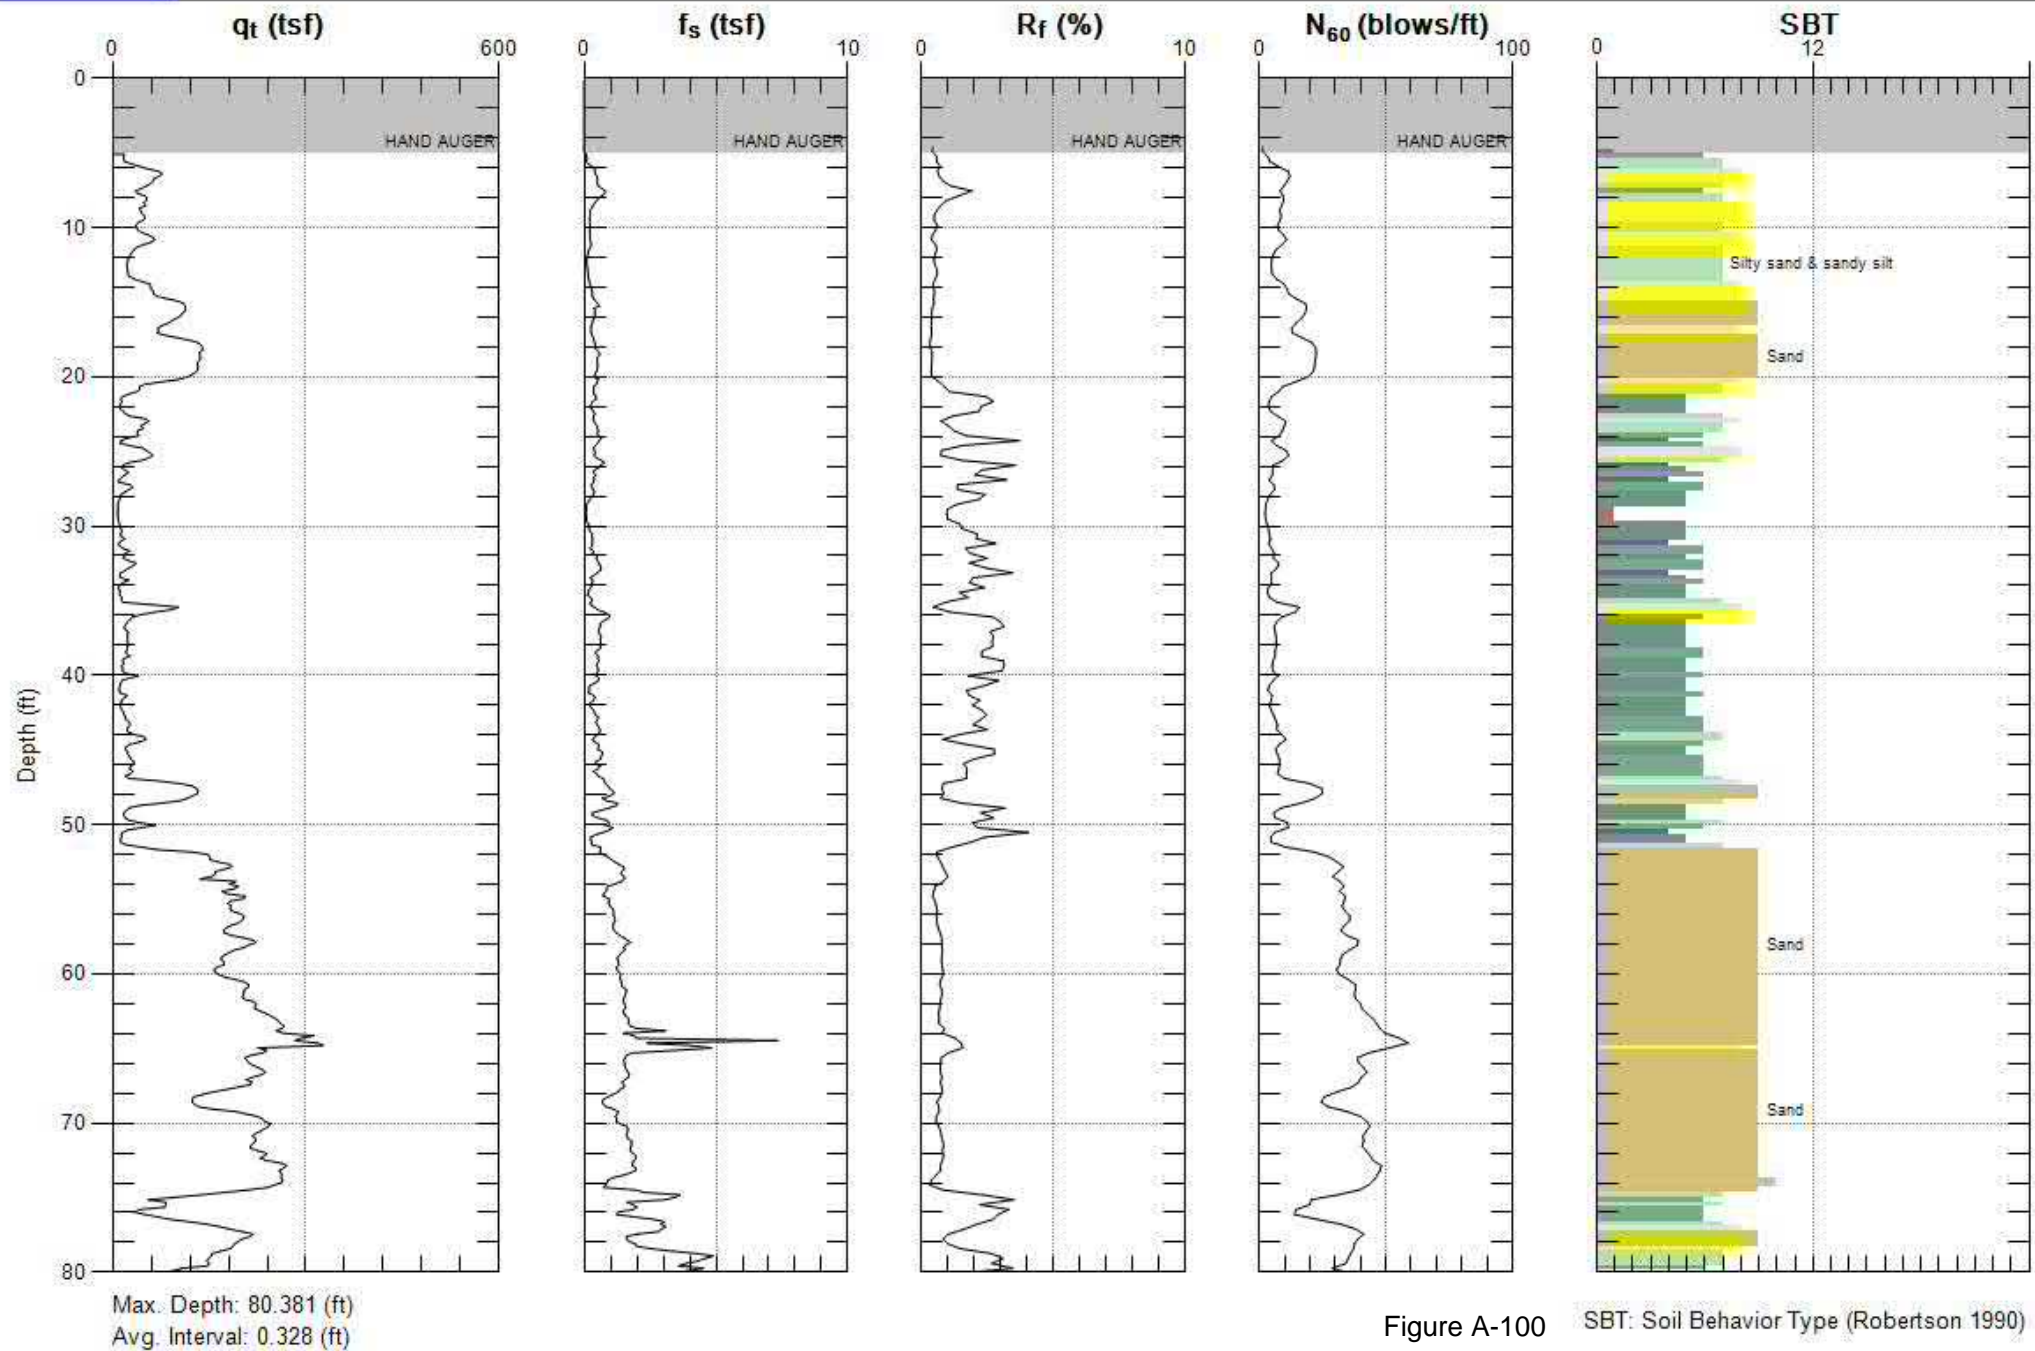 qt (tsf) fs (tsf) Rf (%) N60 (blows/ft) SBT
0 600 0 10 0 10 0 100 0 12
0
HAND AUGER HAND AUGER HAND AUGER HAND AUGER
10
Silty sand & sandy silt
Sand
20
30
40
Depth (ft)
50
Sand
60
Sand
70
80
Max. Depth: 80.381 (ft)
Avg. Interval: 0.328 (ft)
Figure A-100
SBT: Soil Behavior Type (Robertson 1990)